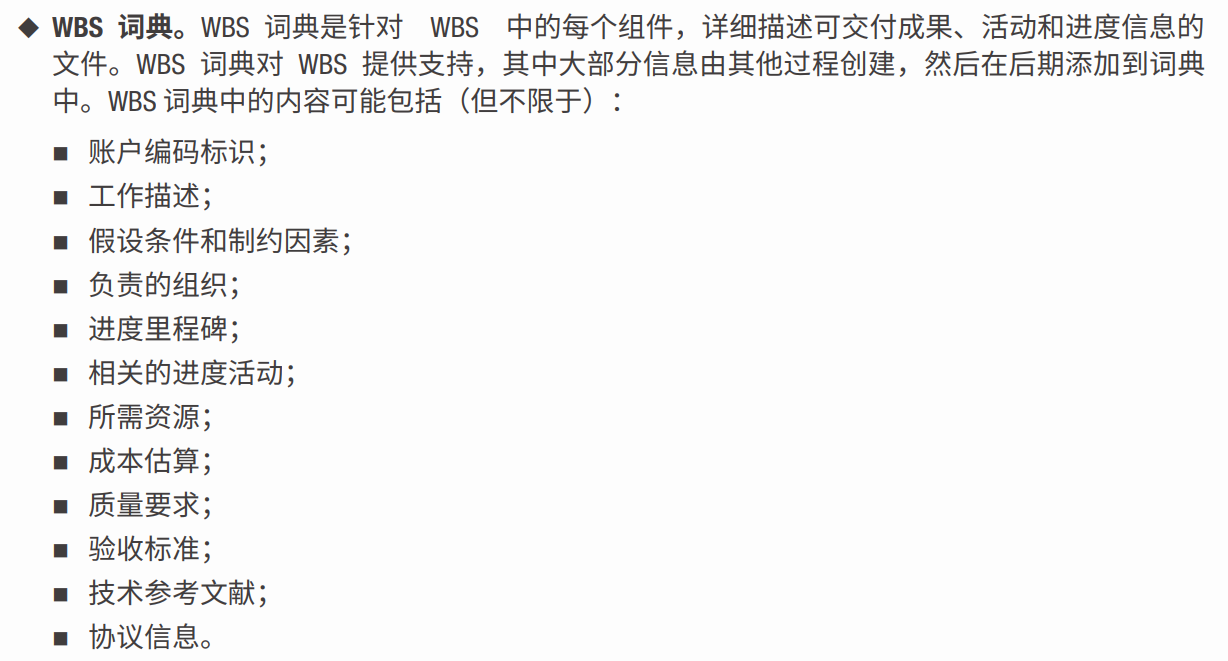 ◆ WBS 词典。WBS 词典是针对 WBS 中的每个组件，详细描述可交付成果、活动和进度信息的
文件。WBS 词典对 WBS 提供支持，其中大部分信息由其他过程创建，然后在后期添加到词典
中。WBS 词典中的内容可能包括（但不限于）：
■ 账户编码标识；
■ 工作描述；
■ 假设条件和制约因素；
■ 负责的组织；
■ 进度里程碑；
■ 相关的进度活动；
■ 所需资源；
■ 成本估算；
■ 质量要求；
■ 验收标准；
■ 技术参考文献；
■ 协议信息。